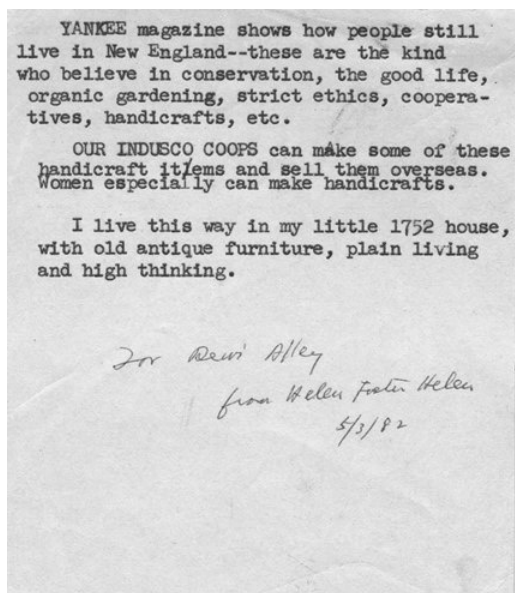 YANKEE magazine shows how people still
live in New England--these are the kind
who believe in conservation, the good life,
organic gardening, strict ethics, coopera-
tives, handicrafts, etc.
OUR INDUSCO COOPS can make some of these
handicraft items and sell them overseas.
Women especially can make handicrafts.
I live this way in my little 1752 house,
with old antique furniture, plain living
and high thinking.
For Rewi Alley
from Helen Foster Helen
5/3/82